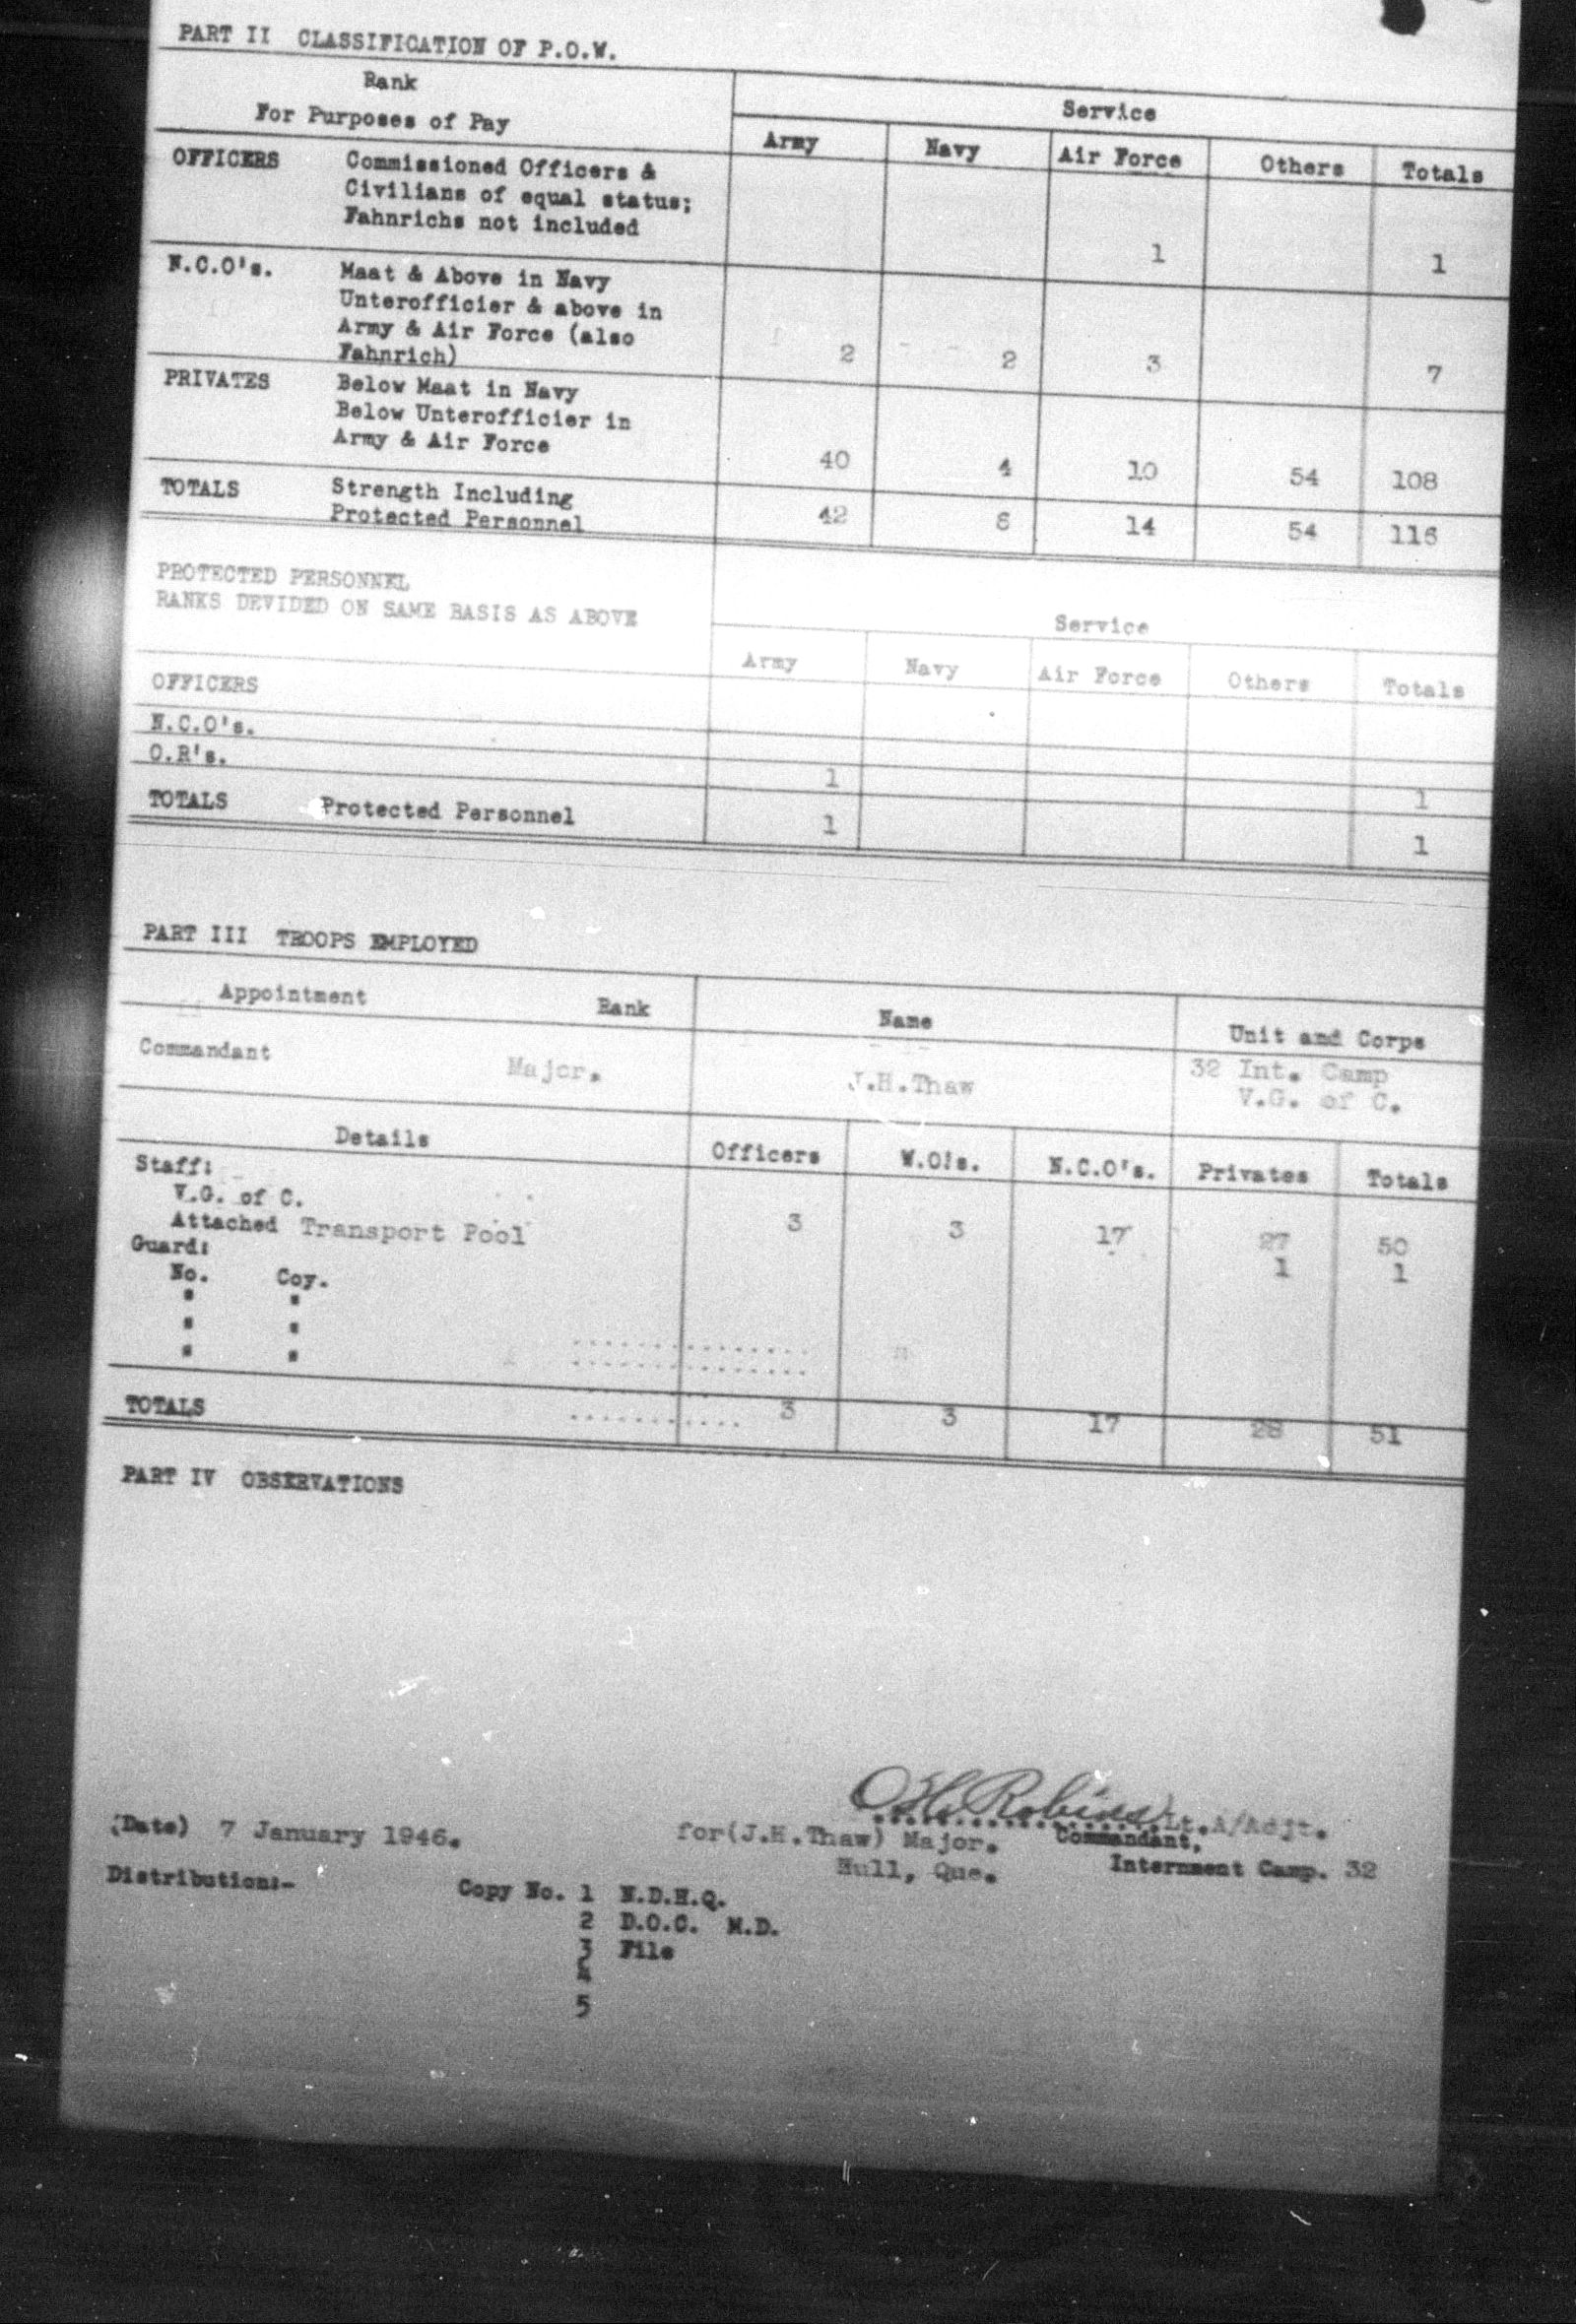 PART II CLASSIFICATION OF P.O.W.
Rank
For Purposes of Pay
Service
Army Navy Air Force Others Totals
OFFICERS Commissioned Officers &
Civilians of equal status;
Fahnrichs not included
1 1
N.C.O's. Maat & Above in Navy
Unterofficier & above in
Army & Air Force (also
Fahnrich)
2 2 3 7
PRIVATES Below Maat in Navy
Below Unterofficier in
Army & Air Force
40 4 10 54 108
TOTALS Strength Including
Protected Personnel
42 6 14 54 116
PROTECTED PERSONNEL
RANKS DEVIDED ON SAME BASIS AS ABOVE
Service
Army Navy Air Force Others Totals
OFFICERS
N.C.O's.
O.R's.
1 1
TOTALS Protected Personnel
1 1
PART III TROOPS EMPLOYED
Appointment Rank Name Unit and Corps
Commandant Major. J.H.Thaw 32 Int. Camp
V.G. of C.
Details Officers W.O's. N.C.O's. Privates Totals
Staff:
V.G. of C. 3 3 17 27 50
Attached Transport Pool 1 1
Guard:
No. Coy.
" "
" "
" "
TOTALS ........... 3 3 17 28 51
PART IV OBSERVATIONS
O H Robins Lt.A/Adjt.
(Date) 7 January 1946. for(J.H.Thaw) Major. Commandant,
Hull, Que. Internment Camp. 32
Distribution:- Copy No. 1 N.D.H.Q.
2 D.O.C. M.D.
3 File
4
5